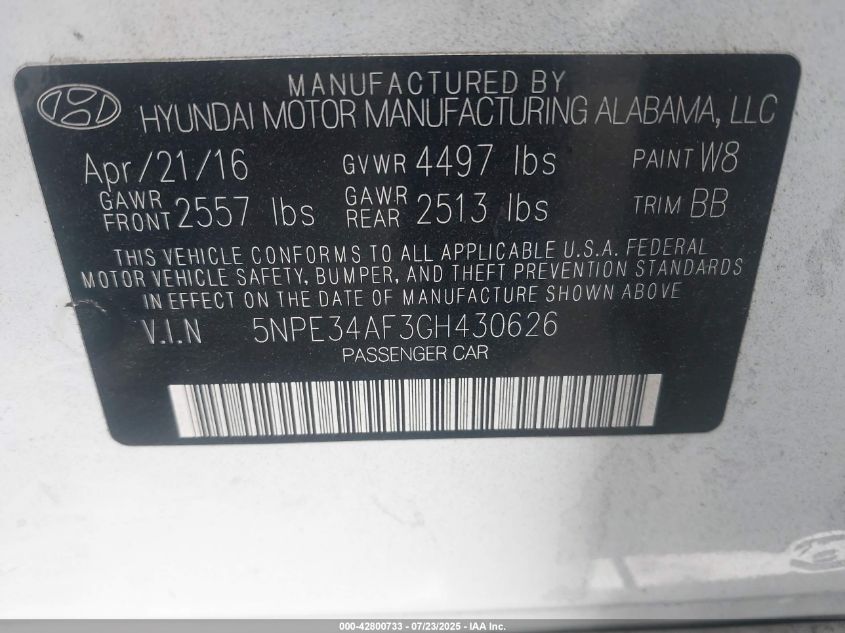 MANUFACTURED BY
HYUNDAI MOTOR MANUFACTURING ALABAMA, LLC
Apr/21/16 GVWR 4497 lbs PAINT W8
GAWR FRONT 2557 lbs GAWR REAR 2513 lbs TRIM BB
THIS VEHICLE CONFORMS TO ALL APPLICABLE U.S.A. FEDERAL
MOTOR VEHICLE SAFETY, BUMPER, AND THEFT PREVENTION STANDARDS
IN EFFECT ON THE DATE OF MANUFACTURE SHOWN ABOVE
V.I.N 5NPE34AF3GH430626
PASSENGER CAR
000-42800733 - 07/23/2025 - IAA Inc.